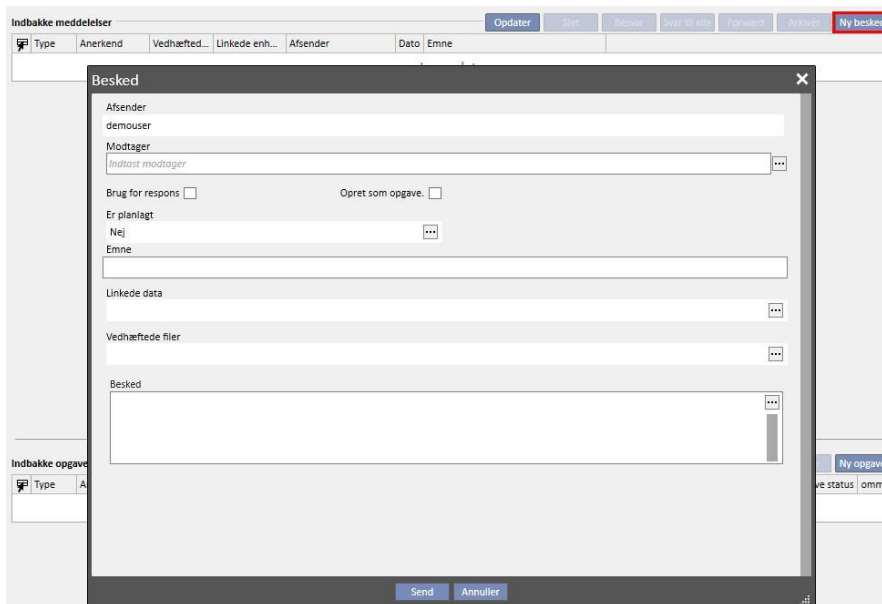 Indbakke meddelelser Opdater Slet Besvar Svar til alle Forward Arkivér Ny besked
Type Anerkend Vedhæfted... Linkede enh... Afsender Dato Emne
Besked
Afsender
demouser
Modtager
Indtast modtager
Brug for respons Opret som opgave.
Er planlagt
Nej
Emne
Linkede data
Vedhæftede filer
Besked
Indbakke opgave Ny opgave
Type A ve status omm
Send Annuller